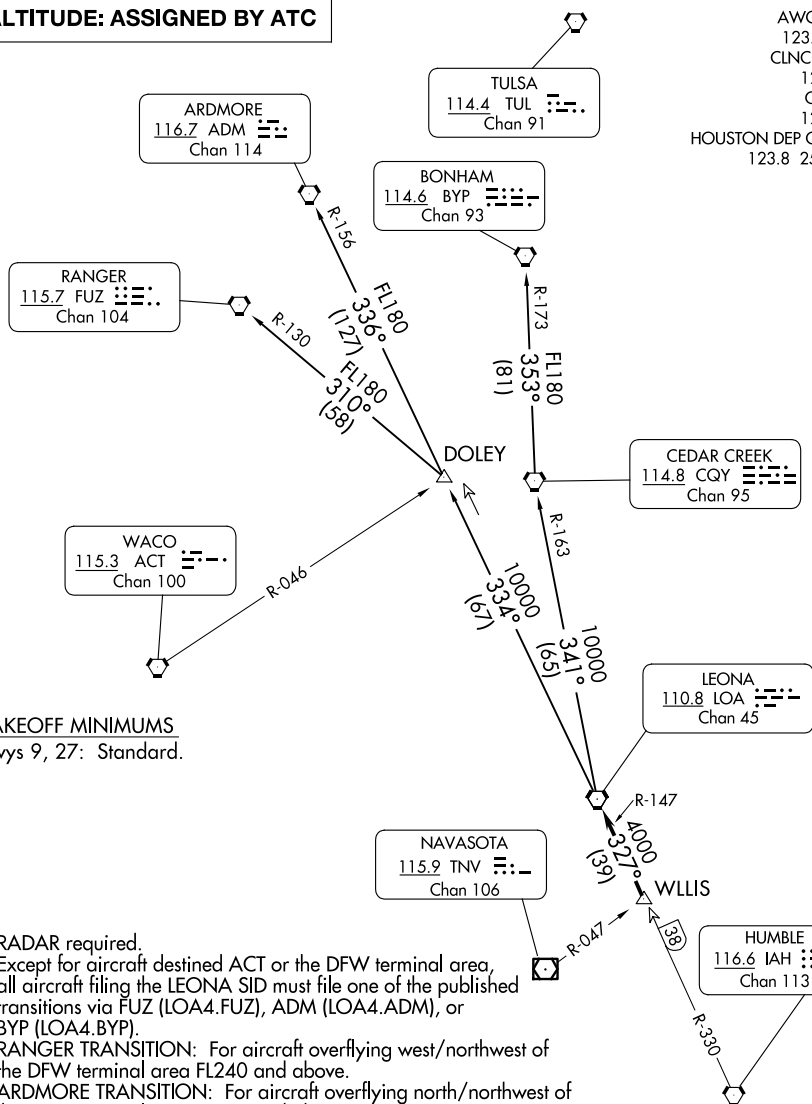 ALTITUDE: ASSIGNED BY ATC
TULSA
114.4 TUL
Chan 91
ARDMORE
116.7 ADM
Chan 114
BONHAM
114.6 BYP
Chan 93
HOUSTON DEP
123.8
RANGER
115.7 FUZ
Chan 104
R-156
FL180
336°
(127)
R-130
FL180
310°
(58)
R-173
FL180
353°
(81)
DOLEY
CEDAR CREEK
114.8 CQY
Chan 95
WACO
115.3 ACT
Chan 100
R-046
R-163
10000
334°
(67)
10000
341°
(65)
LEONA
110.8 LOA
Chan 45
TAKEOFF MINIMUMS
Rwys 9, 27: Standard.
R-147
4000
327°
(39)
NAVASOTA
115.9 TNV
Chan 106
WLLIS
R-047
38
HUMBLE
116.6 IAH
Chan 113
R-330
RADAR required.
Except for aircraft destined ACT or the DFW terminal area,
all aircraft filing the LEONA SID must file one of the published
transitions via FUZ (LOA4.FUZ), ADM (LOA4.ADM), or
BYP (LOA4.BYP).
RANGER TRANSITION: For aircraft overflying west/northwest of
the DFW terminal area FL240 and above.
ARDMORE TRANSITION: For aircraft overflying north/northwest of